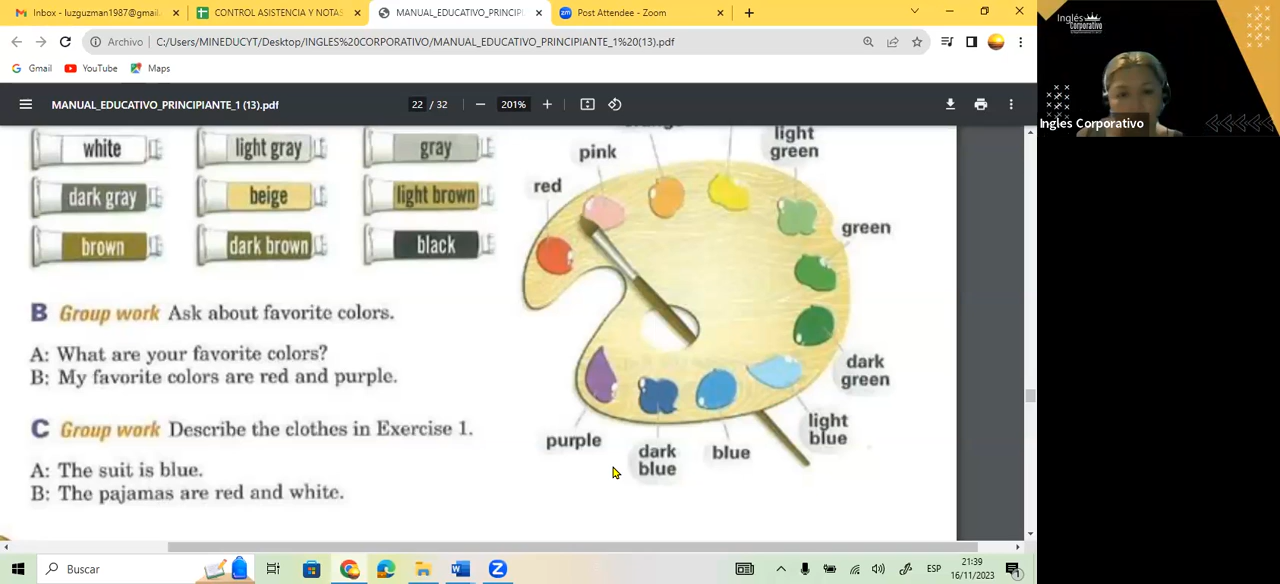 Inbox - luzguzman1987@gmail.
CONTROL ASISTENCIA Y NOTAS
MANUAL_EDUCATIVO_PRINCIPI
Post Attendee - Zoom
Archivo
C:/Users/MINEDUCYT/Desktop/INGLES%20CORPORATIVO/MANUAL_EDUCATIVO_PRINCIPIANTE_1%20(13).pdf
Gmail
YouTube
Maps
MANUAL_EDUCATIVO_PRINCIPIANTE_1 (13).pdf
22 / 32
201%
Inglés
Corporativo
Ingles Corporativo
white
light gray
gray
dark gray
beige
light brown
brown
dark brown
black
red
pink
light
green
green
dark
green
light
blue
blue
dark
blue
purple
B Group work Ask about favorite colors.
A: What are your favorite colors?
B: My favorite colors are red and purple.
C Group work Describe the clothes in Exercise 1.
A: The suit is blue.
B: The pajamas are red and white.
Buscar
ESP
21:39
16/11/2023